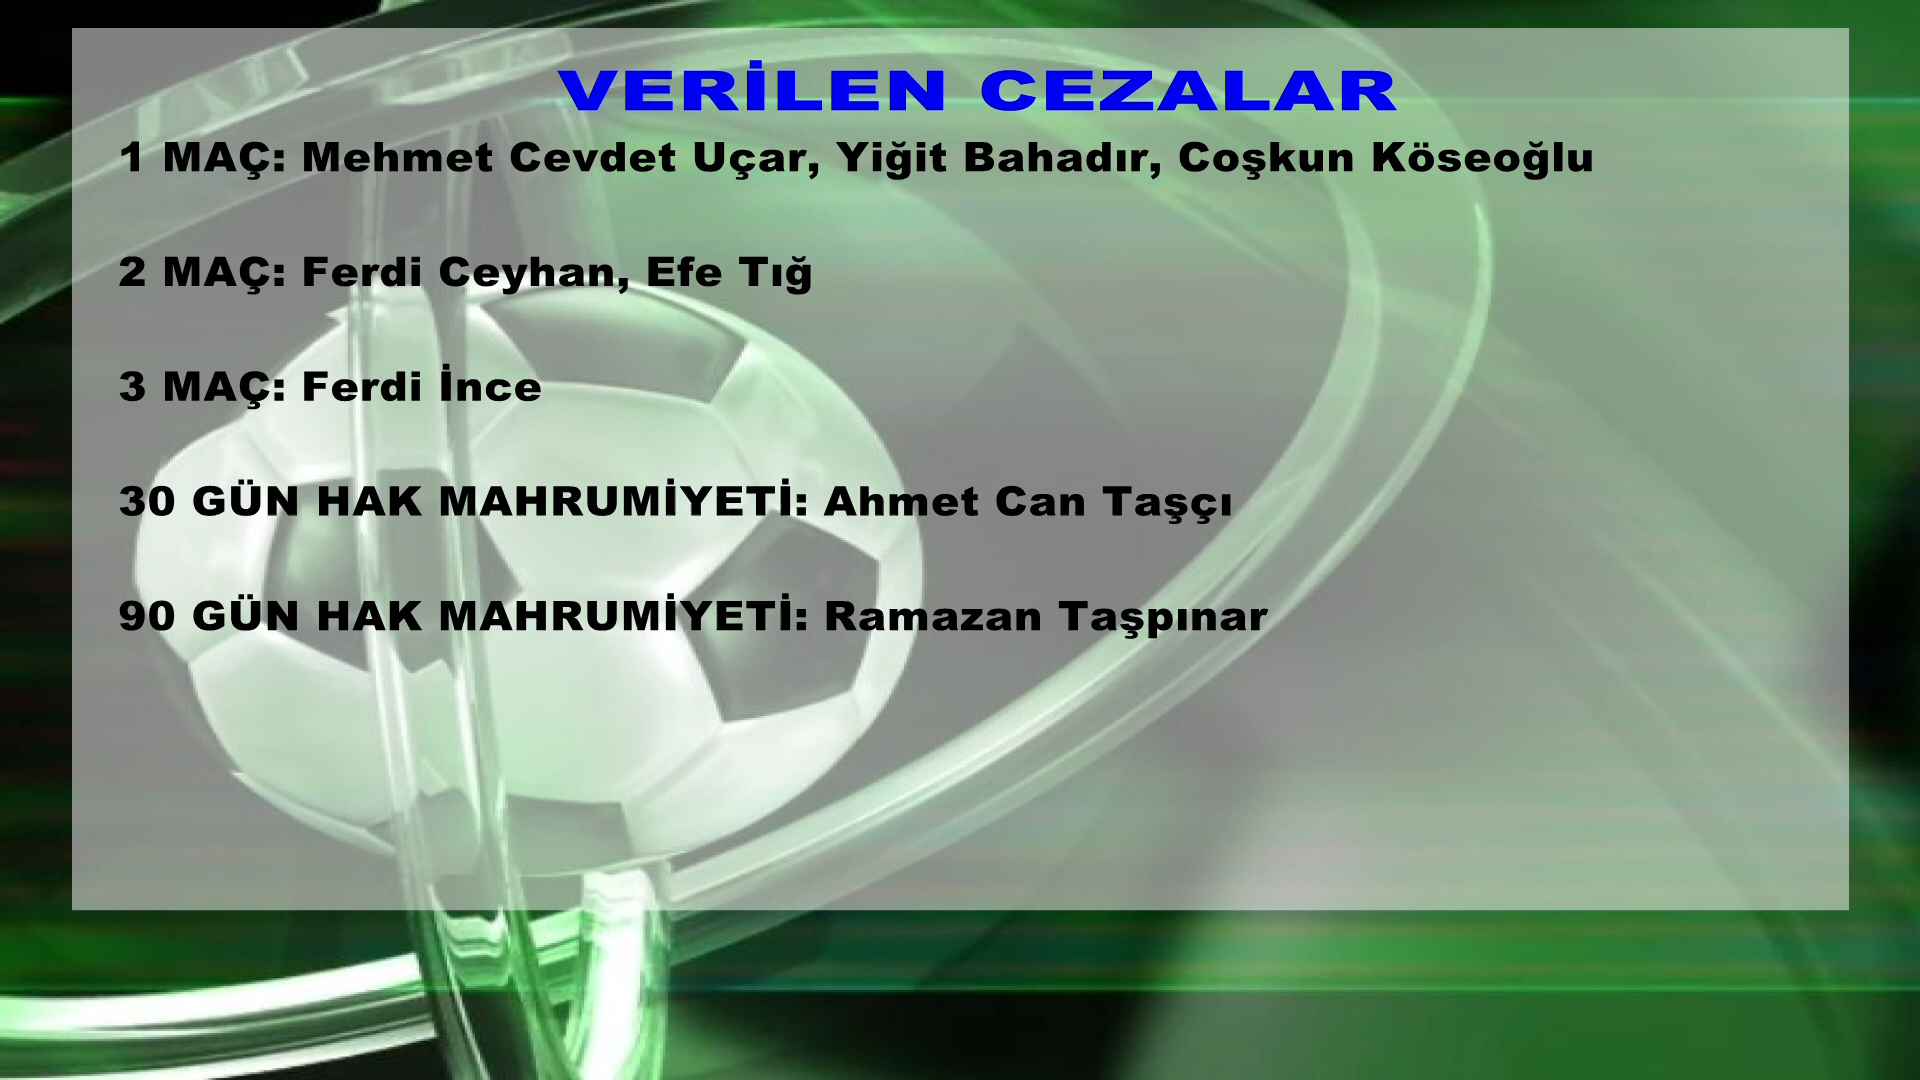 VERİLEN CEZALAR
1 MAÇ: Mehmet Cevdet Uçar, Yiğit Bahadır, Coşkun Köseoğlu
2 MAÇ: Ferdi Ceyhan, Efe Tığ
3 MAÇ: Ferdi İnce
30 GÜN HAK MAHRUMİYETİ: Ahmet Can Taşçı
90 GÜN HAK MAHRUMİYETİ: Ramazan Taşpınar